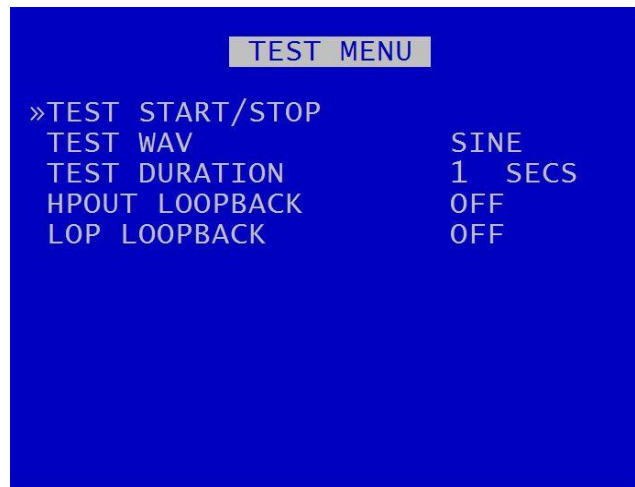 TEST MENU
»TEST START/STOP
TEST WAV SINE
TEST DURATION 1 SECS
HPOUT LOOPBACK OFF
LOP LOOPBACK OFF